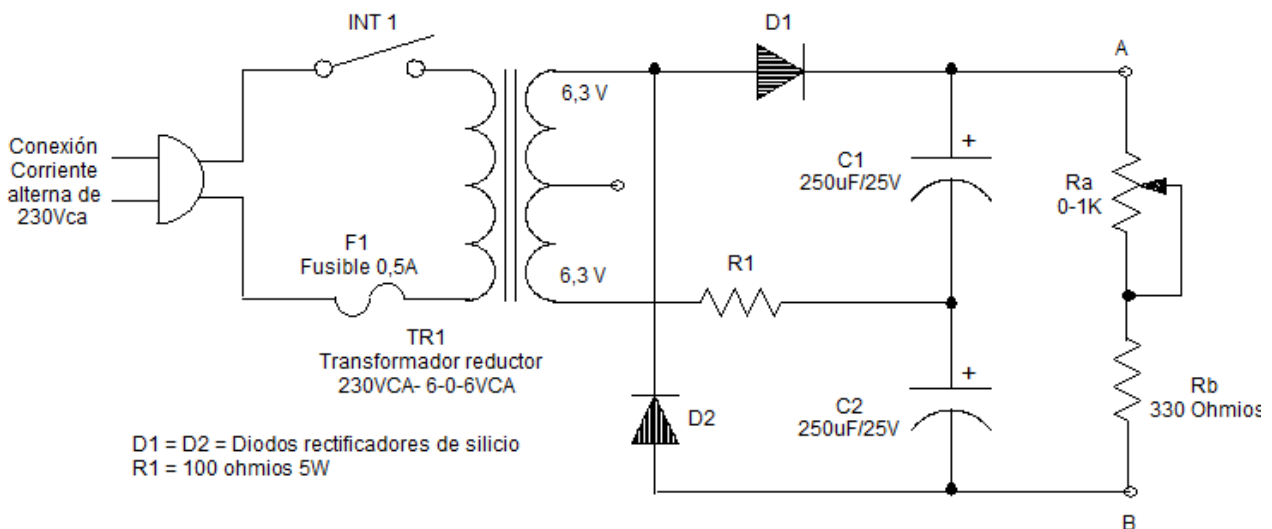 INT 1
D1
A
6,3 V
Conexión
Corriente
alterna de
230Vca
+
C1
250uF/25V
Ra
0-1K
F1
Fusible 0,5A
6,3 V
R1
TR1
Transformador reductor
230VCA- 6-0-6VCA
+
C2
250uF/25V
D2
Rb
330 Ohmios
D1 = D2 = Diodos rectificadores de silicio
R1 = 100 ohmios 5W
B